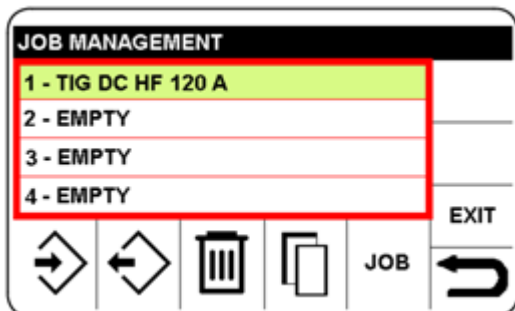 JOB MANAGEMENT
1 - TIG DC HF 120 A
2 - EMPTY
3 - EMPTY
4 - EMPTY
EXIT
JOB